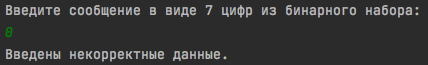 Введите сообщение в виде 7 цифр из бинарного набора:
0
Введены некорректные данные.